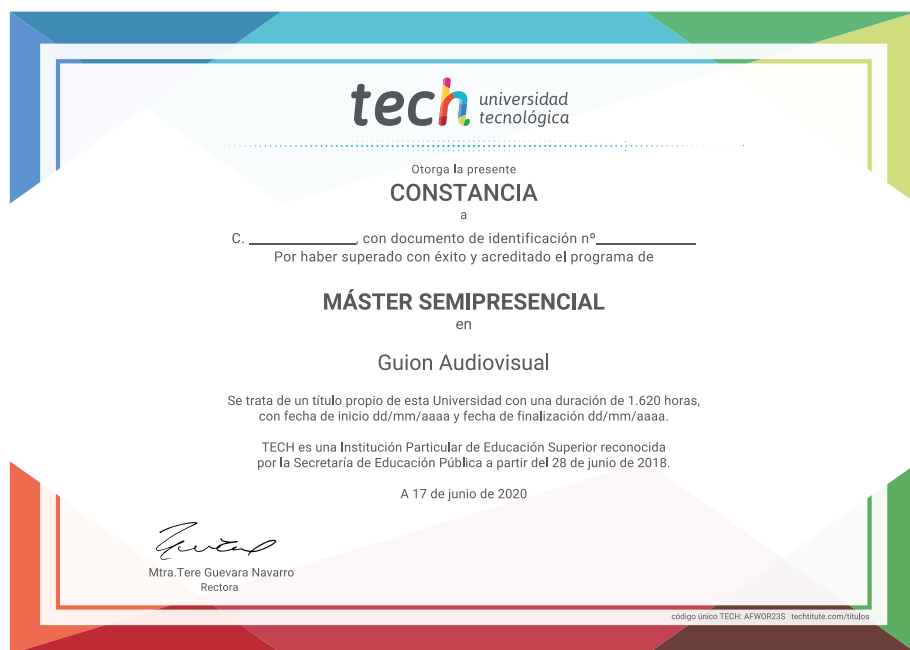 tech universidad
tecnológica
Otorga la presente
CONSTANCIA
a
C. ____________, con documento de identificación nº____________
Por haber superado con éxito y acreditado el programa de
MÁSTER SEMIPRESENCIAL
en
Guion Audiovisual
Se trata de un título propio de esta Universidad con una duración de 1.620 horas,
con fecha de inicio dd/mm/aaaa y fecha de finalización dd/mm/aaaa.
TECH es una Institución Particular de Educación Superior reconocida
por la Secretaría de Educación Pública a partir del 28 de junio de 2018.
A 17 de junio de 2020
Mtra.Tere Guevara Navarro
Rectora
código único TECH: AFWOR23S techtitute.com/titulos